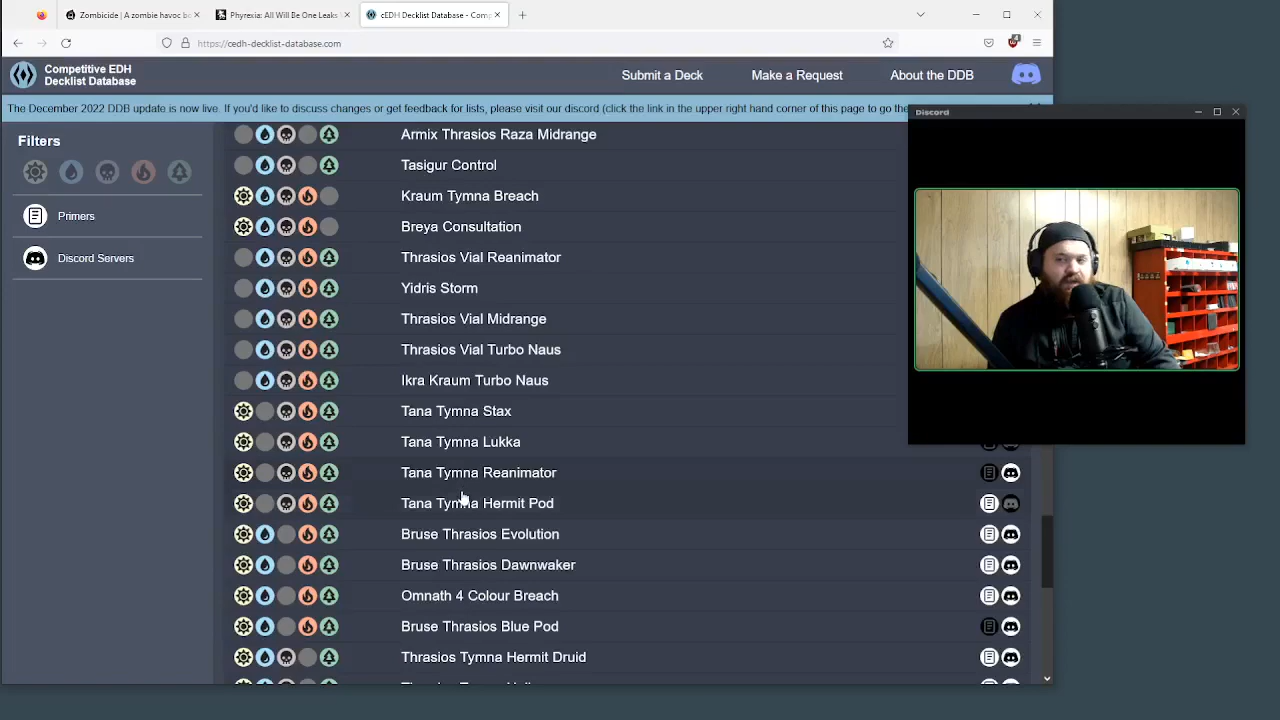 Zombicide | A zombie havoc b
Phyrexia: All Will Be One Leaks
cEDH Decklist Database - Comp
https://cedh-decklist-database.com
4
Competitive EDH
Decklist Database
Submit a Deck
Make a Request
About the DDB
The December 2022 DDB update is now live. If you'd like to discuss changes or get feedback for lists, please visit our discord (click the link in the upper right hand corner of this page to go the
Discord
Filters
Primers
Discord Servers
Armix Thrasios Raza Midrange
Tasigur Control
Kraum Tymna Breach
Breya Consultation
Thrasios Vial Reanimator
Yidris Storm
Thrasios Vial Midrange
Thrasios Vial Turbo Naus
Ikra Kraum Turbo Naus
Tana Tymna Stax
Tana Tymna Lukka
Tana Tymna Reanimator
Tana Tymna Hermit Pod
Bruse Thrasios Evolution
Bruse Thrasios Dawnwaker
Omnath 4 Colour Breach
Bruse Thrasios Blue Pod
Thrasios Tymna Hermit Druid